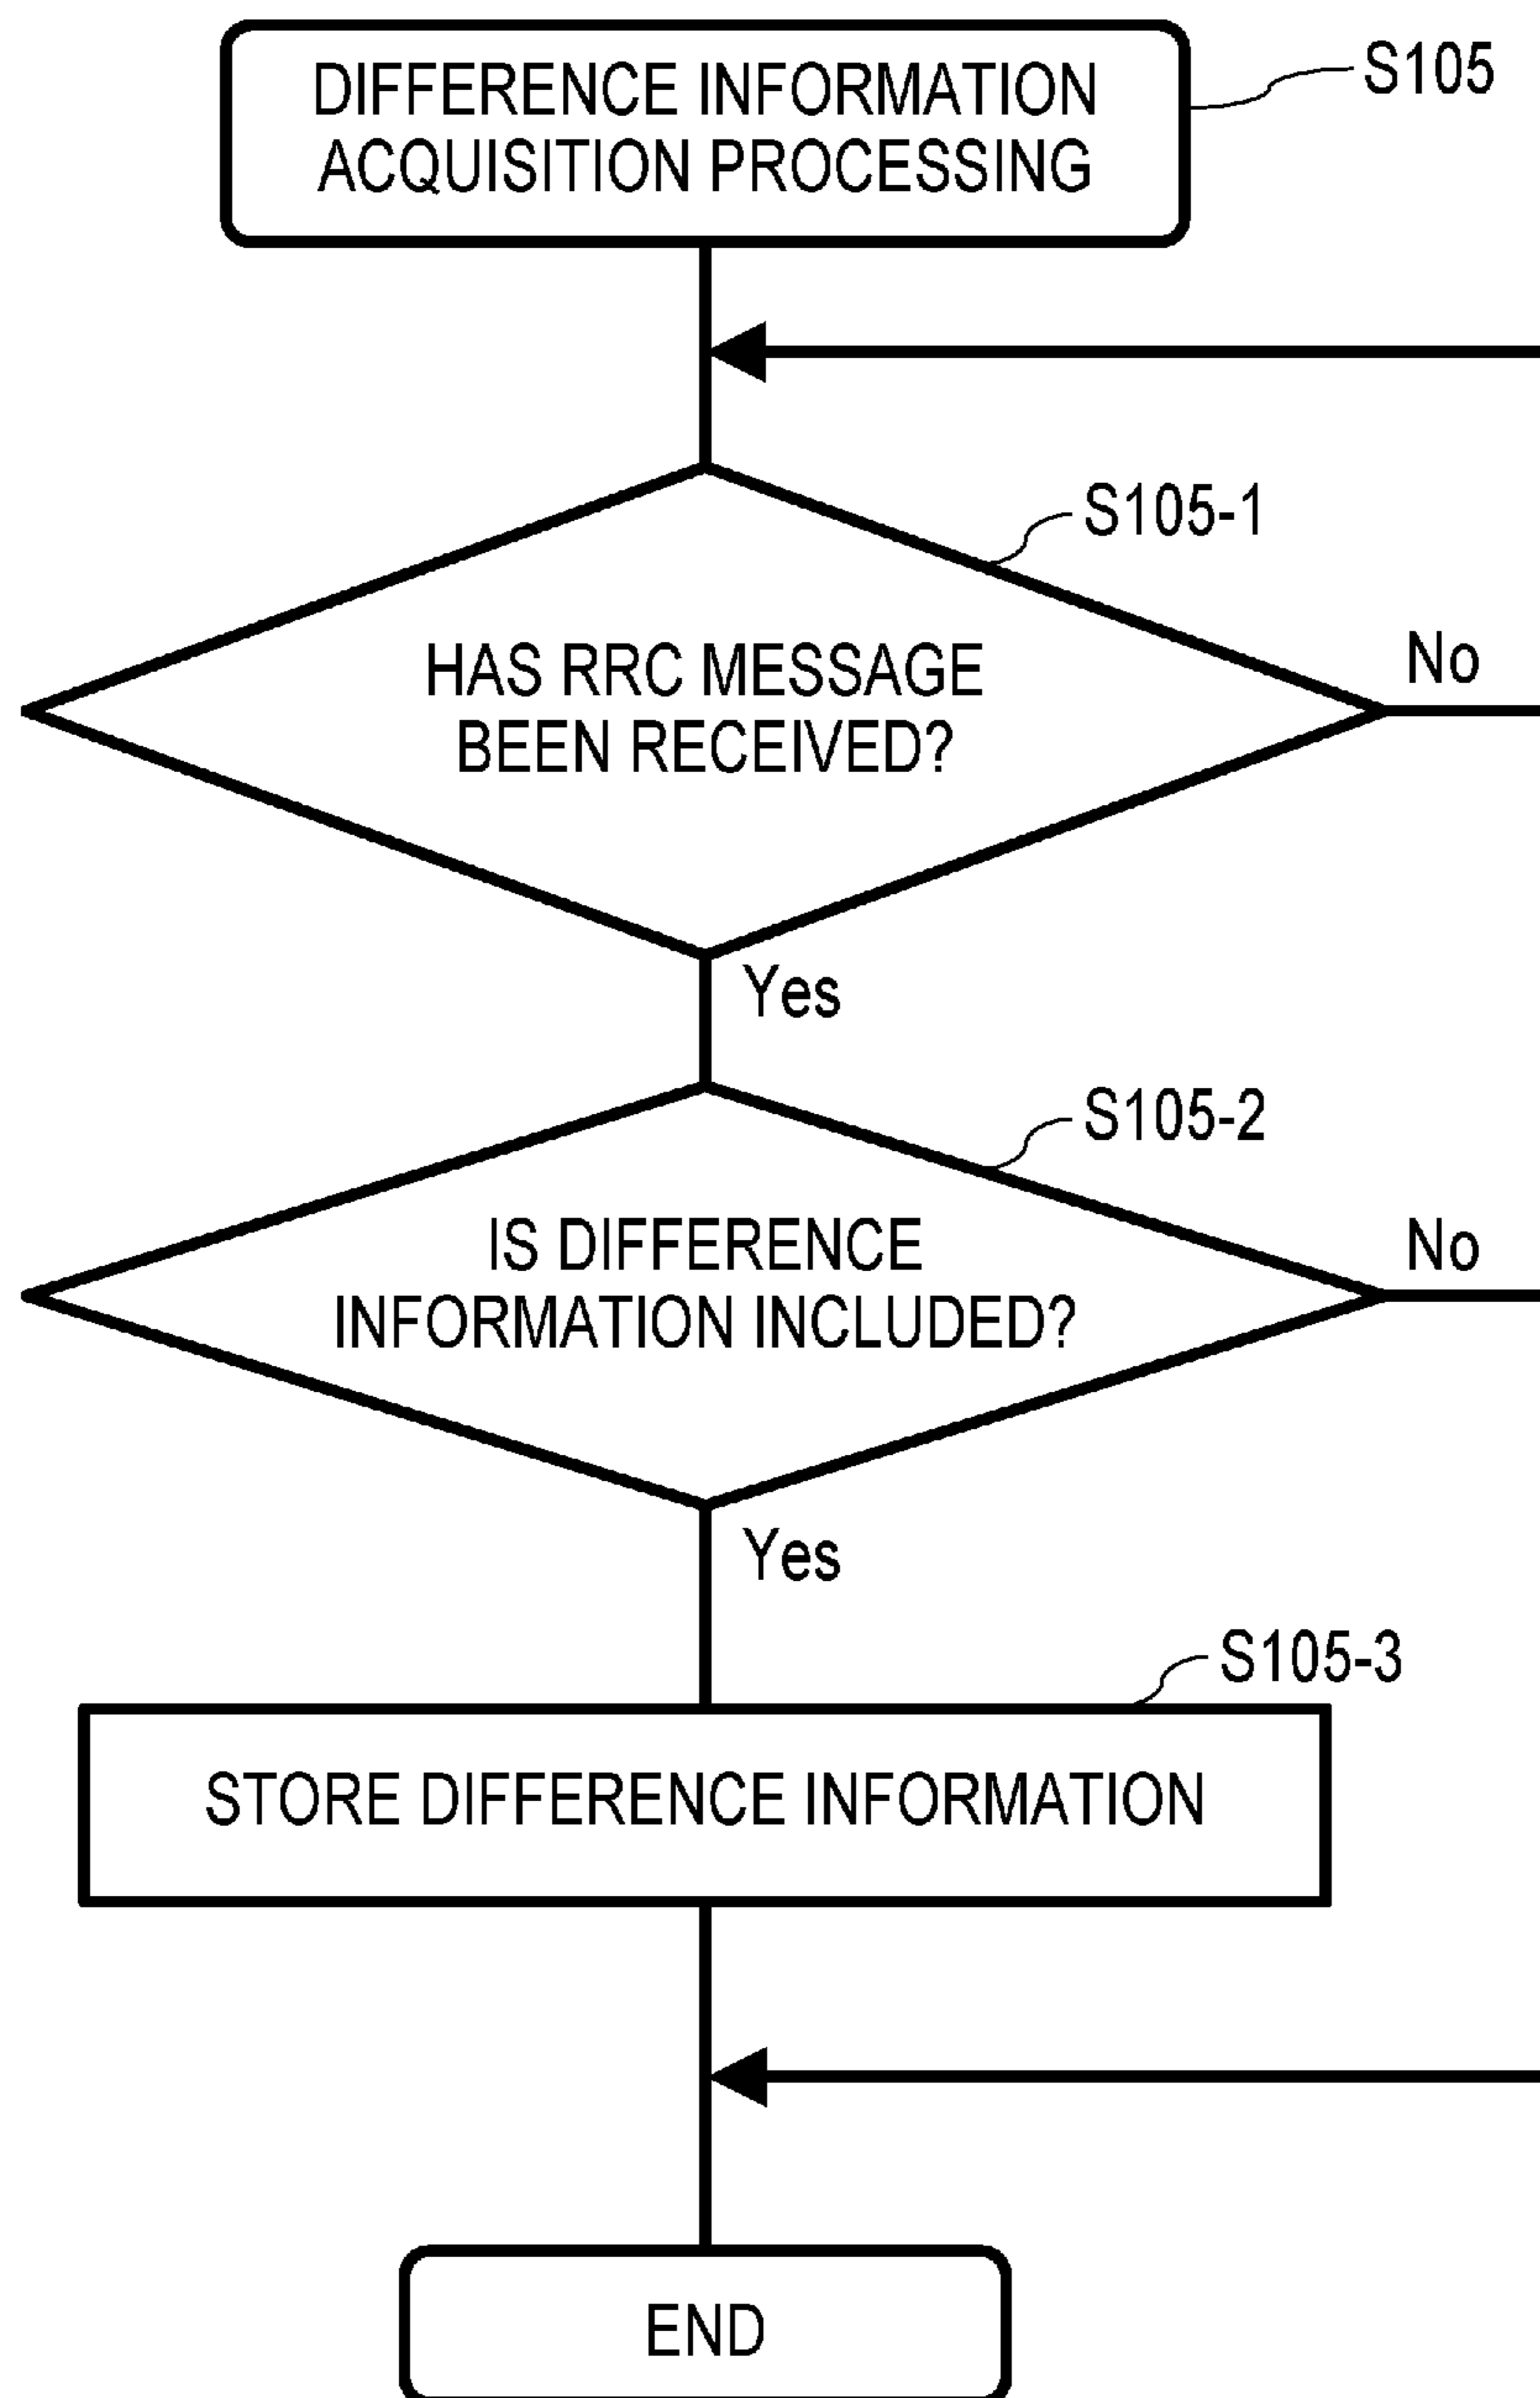 DIFFERENCE INFORMATION
ACQUISITION PROCESSING
S105
S105-1
HAS RRC MESSAGE
BEEN RECEIVED?
No
Yes
S105-2
IS DIFFERENCE
INFORMATION INCLUDED?
No
Yes
S105-3
STORE DIFFERENCE INFORMATION
END